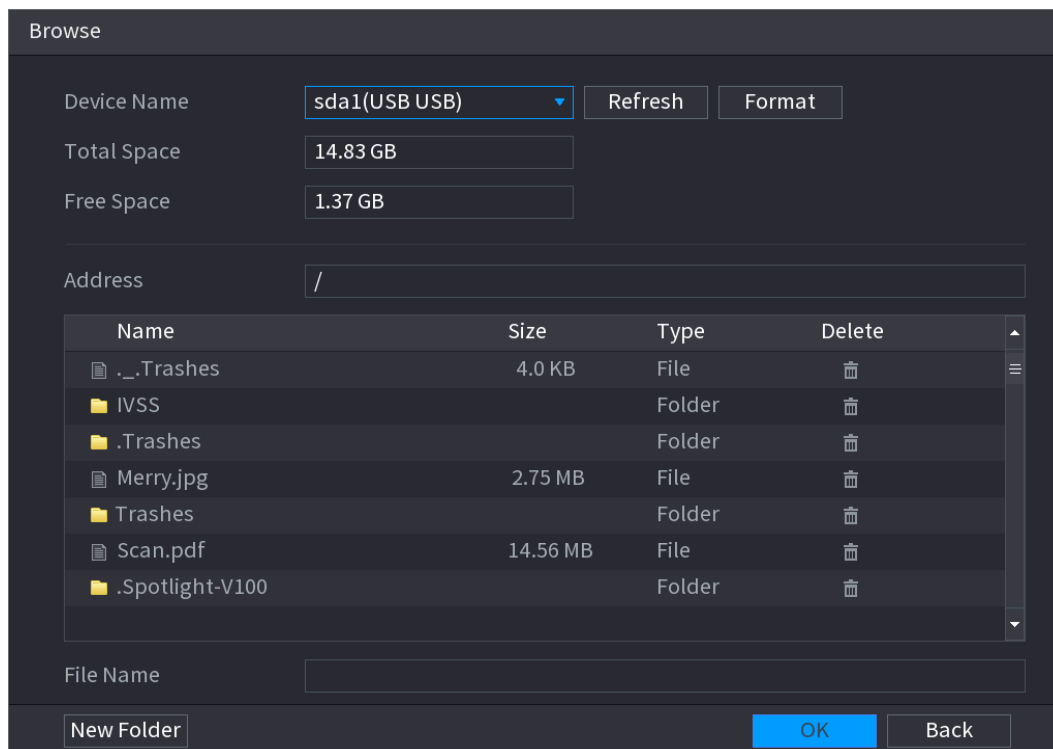 Browse
Device Name sda1(USB USB) Refresh Format
Total Space 14.83 GB
Free Space 1.37 GB
Address /
Name Size Type Delete
._.Trashes 4.0 KB File
IVSS Folder
.Trashes Folder
Merry.jpg 2.75 MB File
Trashes Folder
Scan.pdf 14.56 MB File
.Spotlight-V100 Folder
File Name
New Folder OK Back